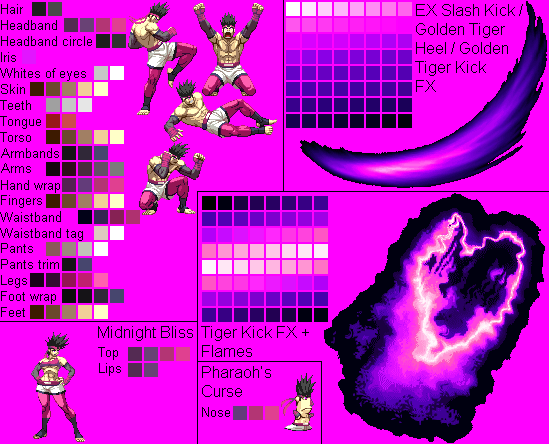 Hair
Headband
Headband circle
Iris
Whites of eyes
Skin
Teeth
Tongue
Torso
Armbands
Arms
Hand wrap
Fingers
Waistband
Waistband tag
Pants
Pants trim
Legs
Foot wrap
Feet
EX Slash Kick /
Golden Tiger
Heel / Golden
Tiger Kick
FX
Midnight Bliss
Top
Lips
Tiger Kick FX +
Flames
Pharaoh's
Curse
Nose